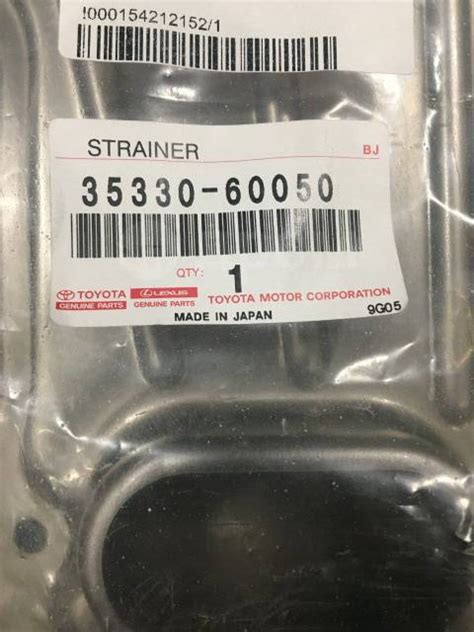 !000154212152/1
STRAINER BJ
35330-60050
QTY: 1
TOYOTA LEXUS TOYOTA MOTOR CORPORATION
GENUINE PARTS GENUINE PARTS
MADE IN JAPAN 9G05